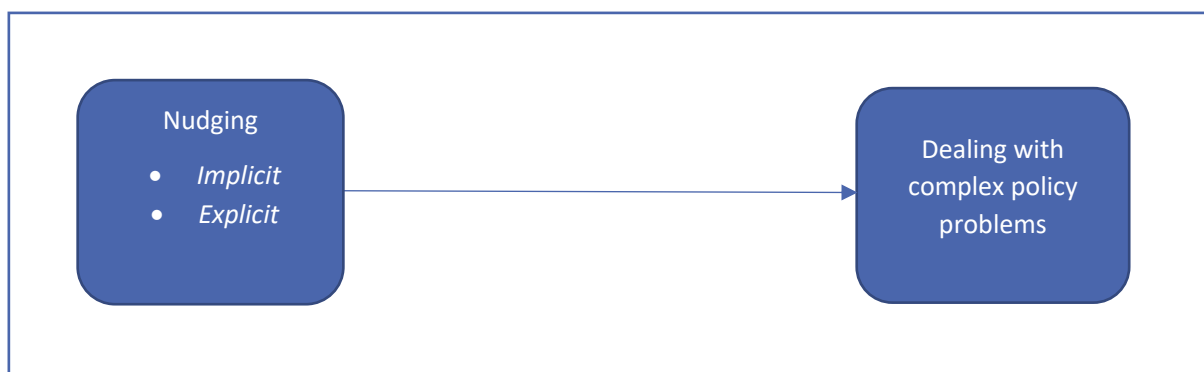 Nudging
• Implicit
• Explicit
Dealing with
complex policy
problems